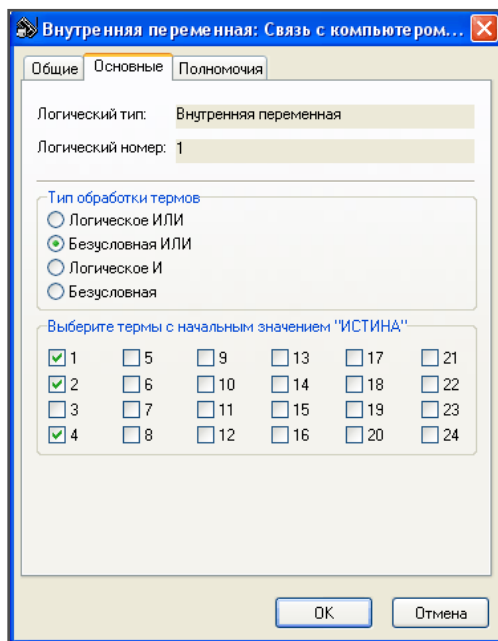 Внутренняя переменная: Связь с компьютером...
Общие Основные Полномочия
Логический тип: Внутренняя переменная
Логический номер: 1
Тип обработки термов
Логическое ИЛИ
Безусловная ИЛИ
Логическое И
Безусловная
Выберите термы с начальным значением "ИСТИНА"
1 5 9 13 17 21
2 6 10 14 18 22
3 7 11 15 19 23
4 8 12 16 20 24
OK Отмена